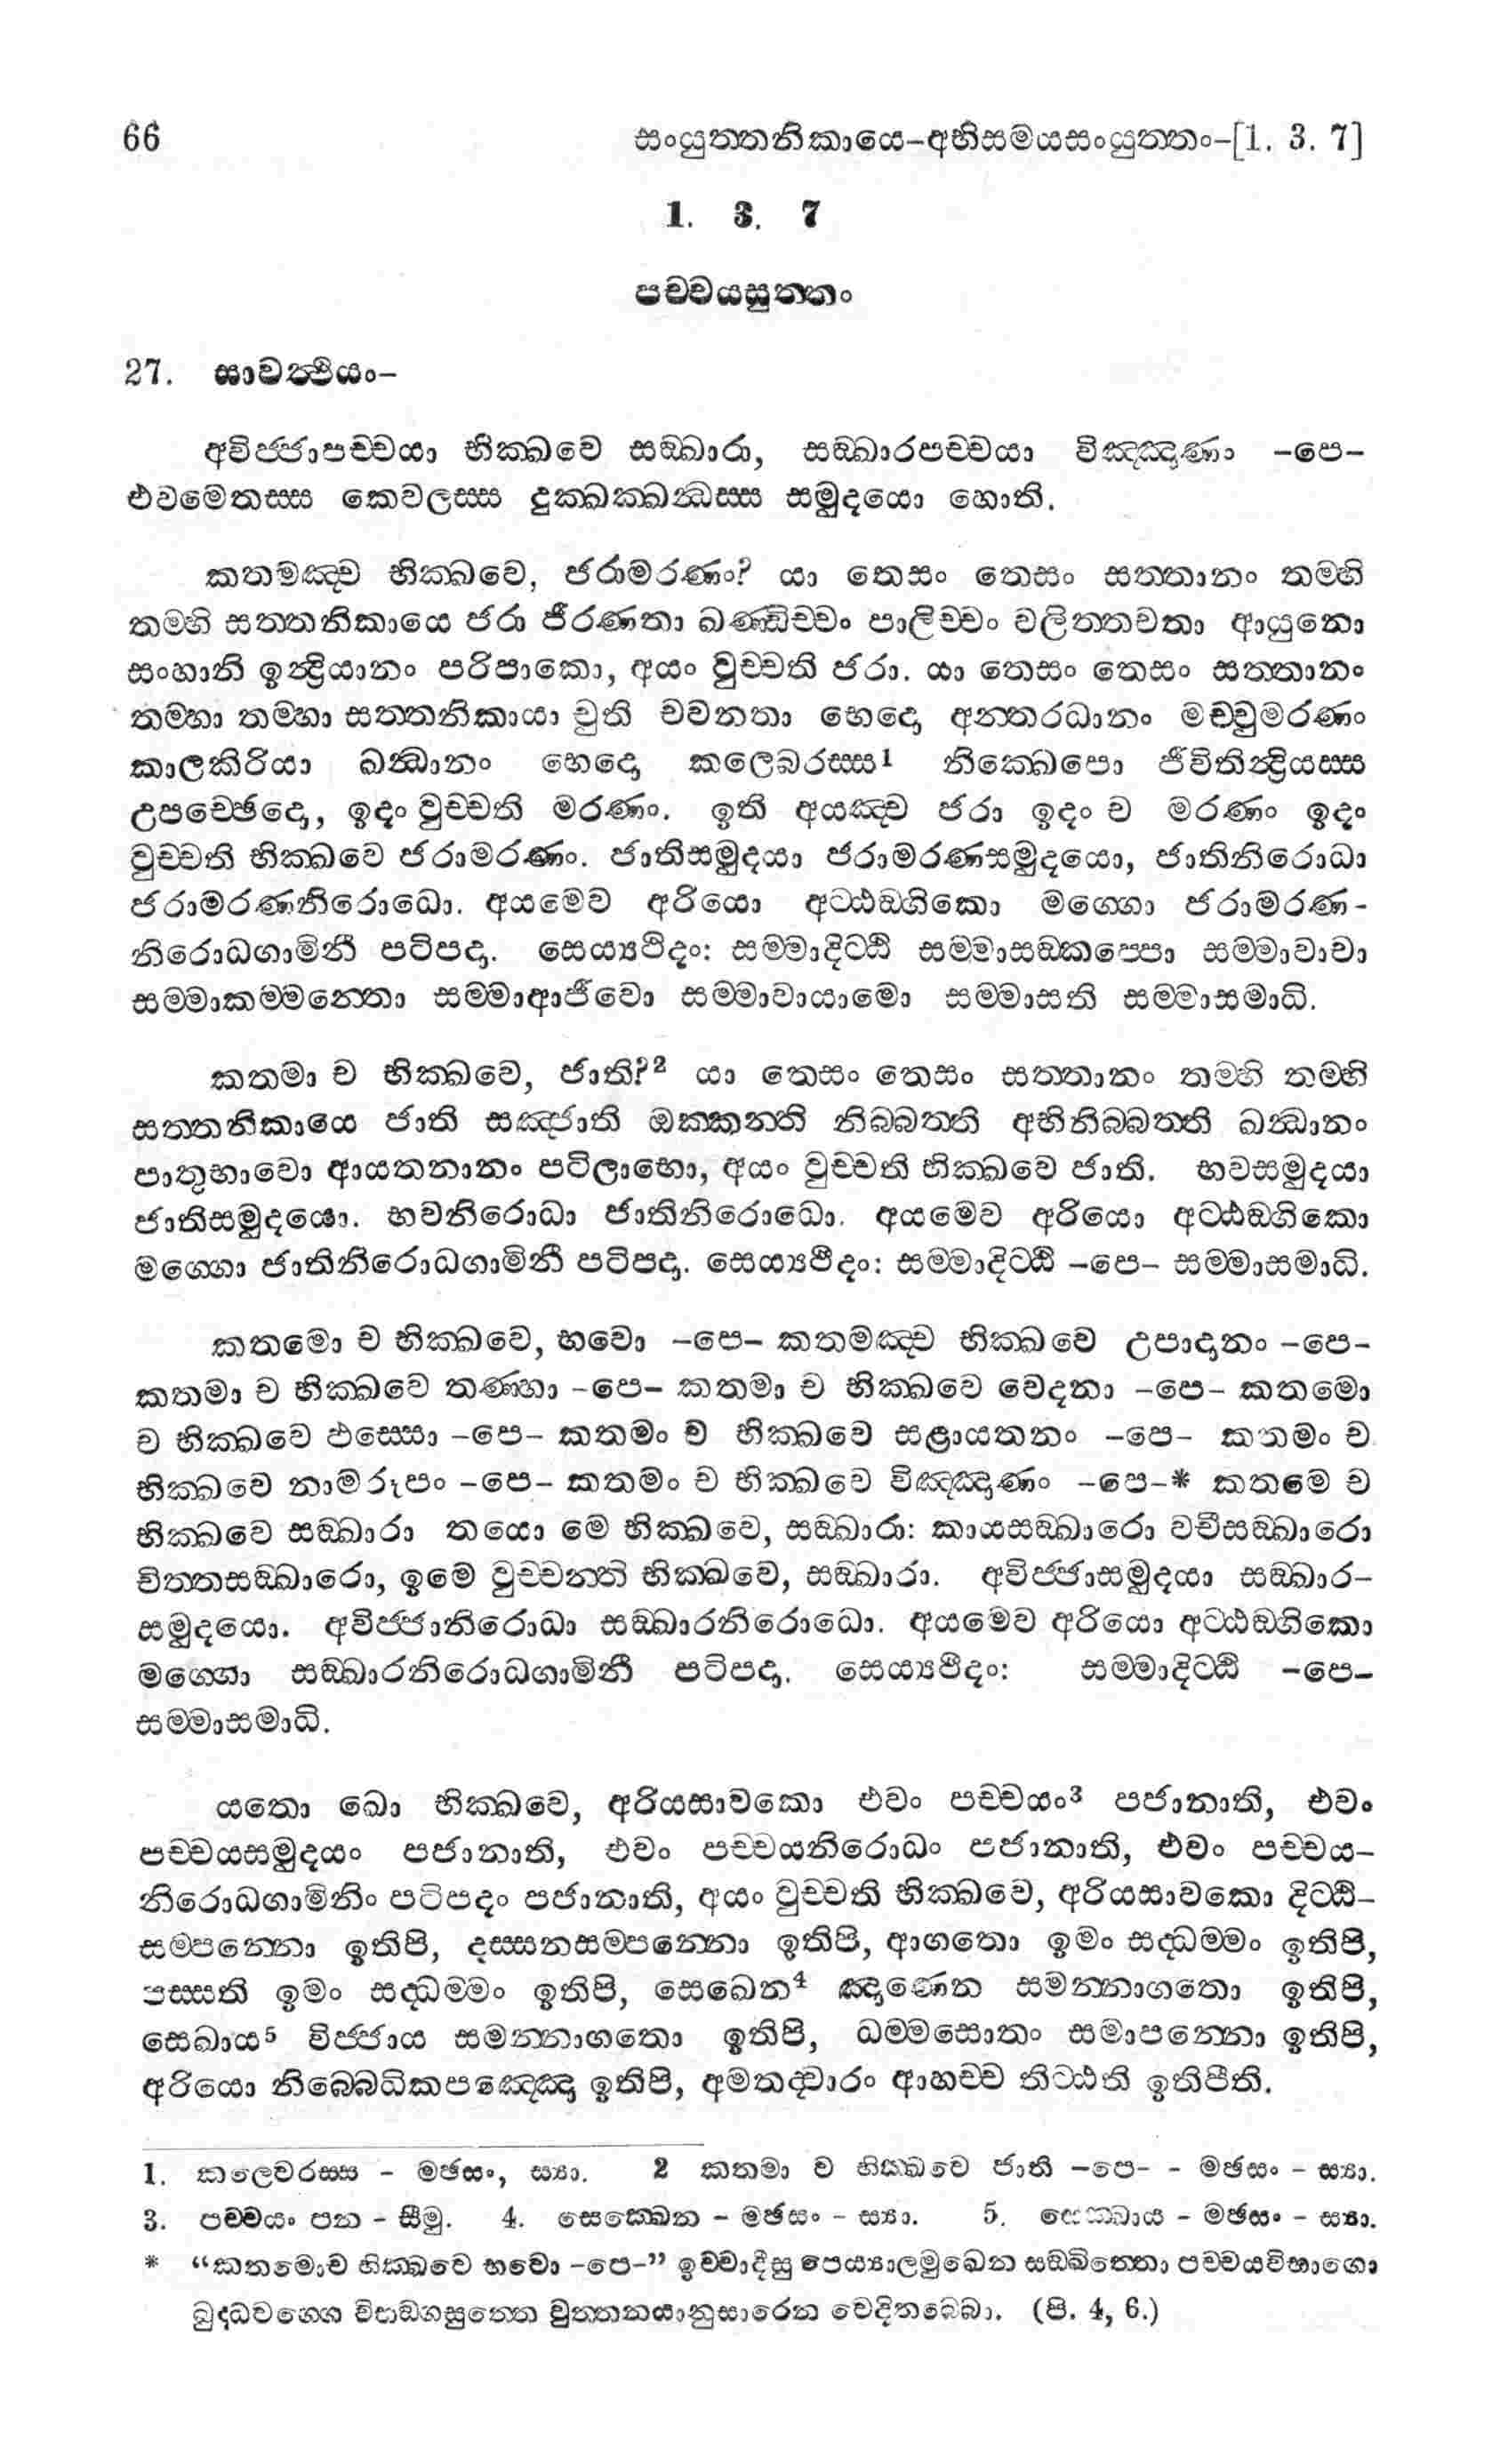 66 සංයුත්තනිකායෙ–අභිසමයසංයුත්තං–[1. 3. 7]
1. 3. 7
පච්චයසුත්තං
27. සාවත්ථියං–
අවිජ්ජාපච්චයා භික්ඛවෙ සඞ්ඛාරා, සඞ්ඛාරපච්චයා විඤ්ඤාණං –පෙ–
එවමෙතස්ස කෙවලස්ස දුක්ඛක්ඛන්ධස්ස සමුදයො හොති.
කතමඤ්ච භික්ඛවෙ, ජරාමරණං? යා තෙසං තෙසං සත්තානං තම්හි
තම්හි සත්තනිකායෙ ජරා ජීරණතා ඛණ්ඩිච්චං පාලිච්චං වලිත්තචතා ආයුනො
සංහානි ඉන්ද්‍රියානං පරිපාකො, අයං වුච්චති ජරා. යා තෙසං තෙසං සත්තානං
තම්හා තම්හා සත්තනිකායා චුති චවනතා භෙදො අන්තරධානං මච්චුමරණං
කාලකිරියා ඛන්ධානං භෙදො කලෙබරස්ස1 නික්ඛෙපො ජීවිතින්ද්‍රියස්ස
උපච්ඡෙදො, ඉදං වුච්චති මරණං. ඉති අයඤ්ච ජරා ඉදං ච මරණං ඉදං
වුච්චති භික්ඛවෙ ජරාමරණං. ජාතිසමුදයා ජරාමරණසමුදයො, ජාතිනිරොධා
ජරාමරණනිරොධො. අයමෙව අරියො අට්ඨඞ්ගිකො මග්ගො ජරාමරණ-
නිරොධගාමිනී පටිපදා. සෙය්‍යථිදං: සම්මාදිට්ඨි සම්මාසඞ්කප්පො සම්මාවාචා
සම්මාකම්මන්තො සම්මාආජීවො සම්මාවායාමො සම්මාසති සම්මාසමාධි.
කතමා ච භික්ඛවෙ, ජාති?2 යා තෙසං තෙසං සත්තානං තම්හි තම්හි
සත්තනිකායෙ ජාති සඤ්ජාති ඔක්කන්ති නිබ්බත්ති අභිනිබ්බත්ති ඛන්ධානං
පාතුභාවො ආයතනානං පටිලාභො, අයං වුච්චති භික්ඛවෙ ජාති. භවසමුදයා
ජාතිසමුදයො. භවනිරොධා ජාතිනිරොධො. අයමෙව අරියො අට්ඨඞ්ගිකො
මග්ගො ජාතිනිරොධගාමිනී පටිපදා. සෙය්‍යථීදං: සම්මාදිට්ඨි –පෙ– සම්මාසමාධි.
කතමො ච භික්ඛවෙ, භවො –පෙ– කතමඤ්ච භික්ඛවෙ උපාදානං –පෙ–
කතමා ච භික්ඛවෙ තණ්හා –පෙ– කතමා ච භික්ඛවෙ වෙදනා –පෙ– කතමො
ච භික්ඛවෙ ඵස්සො –පෙ– කතමං ච භික්ඛවෙ සළායතනං –පෙ– කතමං ච
භික්ඛවෙ නාමරූපං –පෙ– කතමං ච භික්ඛවෙ විඤ්ඤාණං –පෙ–* කතමෙ ච
භික්ඛවෙ සඞ්ඛාරා තයො මෙ භික්ඛවෙ, සඞ්ඛාරා: කායසඞ්ඛාරො වචීසඞ්ඛාරො
චිත්තසඞ්ඛාරො, ඉමෙ වුච්චන්ති භික්ඛවෙ, සඞ්ඛාරා. අවිජ්ජාසමුදයා සඞ්ඛාර–
සමුදයො. අවිජ්ජානිරොධා සඞ්ඛාරනිරොධො. අයමෙව අරියො අට්ඨඞ්ගිකො
මග්ගො සඞ්ඛාරනිරොධගාමිනී පටිපදා. සෙය්‍යථීදං: සම්මාදිට්ඨි –පෙ–
සම්මාසමාධි.
යතො ඛො භික්ඛවෙ, අරියසාවකො එවං පච්චයං3 පජානාති, එවං
පච්චයසමුදයං පජානාති, එවං පච්චයනිරොධං පජානාති, එවං පච්චය–
නිරොධගාමිනිං පටිපදං පජානාති, අයං වුච්චති භික්ඛවෙ, අරියසාවකො දිට්ඨි–
සම්පන්නො ඉතිපි, දස්සනසම්පන්නො ඉතිපි, ආගතො ඉමං සද්ධම්මං ඉතිපි,
පස්සති ඉමං සද්ධම්මං ඉතිපි, සෙඛෙන4 ඤාණෙන සමන්නාගතො ඉතිපි,
සෙඛාය5 විජ්ජාය සමන්නාගතො ඉතිපි, ධම්මසොතං සමාපන්නො ඉතිපි,
අරියො නිබ්බෙධිකපඤ්ඤො ඉතිපි, අමතද්වාරං ආහච්ච තිට්ඨති ඉතිපීති.
1. කලෙවරස්ස – මඡසං, ස්‍යා. 2 කතමා ච භික්ඛවෙ ජාති –පෙ– – මඡසං – ස්‍යා.
3. පච්චයං පන – සීමු. 4. සෙක්ඛෙන – මඡසං – ස්‍යා. 5. සෙක්ඛාය – මඡසං – ස්‍යා.
* “කතමොච භික්ඛවෙ භවො –පෙ–” ඉච්චාදීසු පෙය්‍යාලමුඛෙන සඞ්ඛිත්තො පච්චයවිභාගො
බුද්ධවග්ගෙ විභඞ්ගසුත්තෙ වුත්තනයානුසාරෙන වෙදිතබ්බො. (පි. 4, 6.)